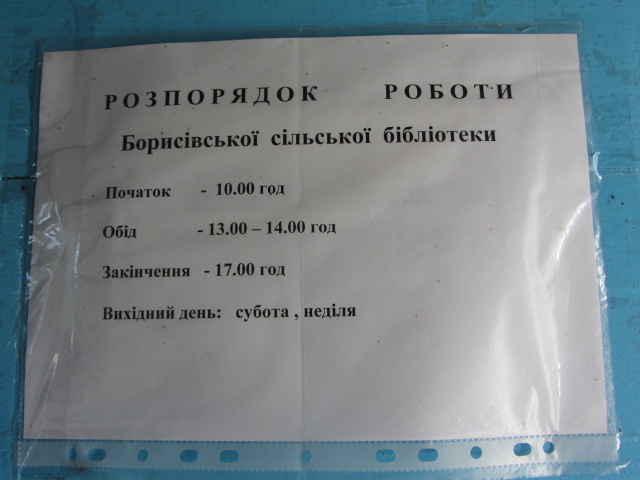 РОЗПОРЯДОК РОБОТИ
Борисівської сільської бібліотеки
Початок - 10.00 год
Обід - 13.00 – 14.00 год
Закінчення - 17.00 год
Вихідний день: субота , неділя